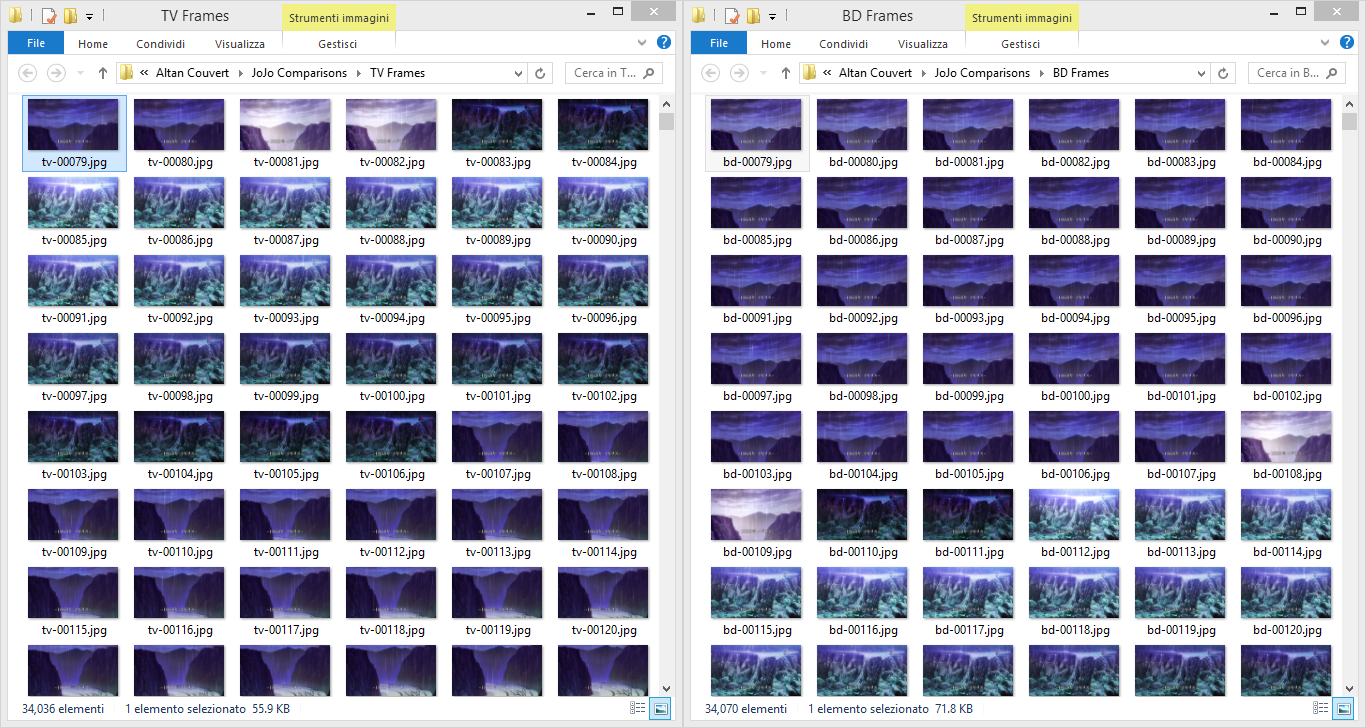 TV Frames
Strumenti immagini
File
Home
Condividi
Visualizza
Gestisci
« Altan Couvert › JoJo Comparisons › TV Frames
Cerca in T...
tv-00079.jpg tv-00080.jpg tv-00081.jpg tv-00082.jpg tv-00083.jpg tv-00084.jpg
tv-00085.jpg tv-00086.jpg tv-00087.jpg tv-00088.jpg tv-00089.jpg tv-00090.jpg
tv-00091.jpg tv-00092.jpg tv-00093.jpg tv-00094.jpg tv-00095.jpg tv-00096.jpg
tv-00097.jpg tv-00098.jpg tv-00099.jpg tv-00100.jpg tv-00101.jpg tv-00102.jpg
tv-00103.jpg tv-00104.jpg tv-00105.jpg tv-00106.jpg tv-00107.jpg tv-00108.jpg
tv-00109.jpg tv-00110.jpg tv-00111.jpg tv-00112.jpg tv-00113.jpg tv-00114.jpg
tv-00115.jpg tv-00116.jpg tv-00117.jpg tv-00118.jpg tv-00119.jpg tv-00120.jpg
34,036 elementi 1 elemento selezionato 55.9 KB
BD Frames
Strumenti immagini
File
Home
Condividi
Visualizza
Gestisci
« Altan Couvert › JoJo Comparisons › BD Frames
Cerca in B...
bd-00079.jpg bd-00080.jpg bd-00081.jpg bd-00082.jpg bd-00083.jpg bd-00084.jpg
bd-00085.jpg bd-00086.jpg bd-00087.jpg bd-00088.jpg bd-00089.jpg bd-00090.jpg
bd-00091.jpg bd-00092.jpg bd-00093.jpg bd-00094.jpg bd-00095.jpg bd-00096.jpg
bd-00097.jpg bd-00098.jpg bd-00099.jpg bd-00100.jpg bd-00101.jpg bd-00102.jpg
bd-00103.jpg bd-00104.jpg bd-00105.jpg bd-00106.jpg bd-00107.jpg bd-00108.jpg
bd-00109.jpg bd-00110.jpg bd-00111.jpg bd-00112.jpg bd-00113.jpg bd-00114.jpg
bd-00115.jpg bd-00116.jpg bd-00117.jpg bd-00118.jpg bd-00119.jpg bd-00120.jpg
34,070 elementi 1 elemento selezionato 71.8 KB